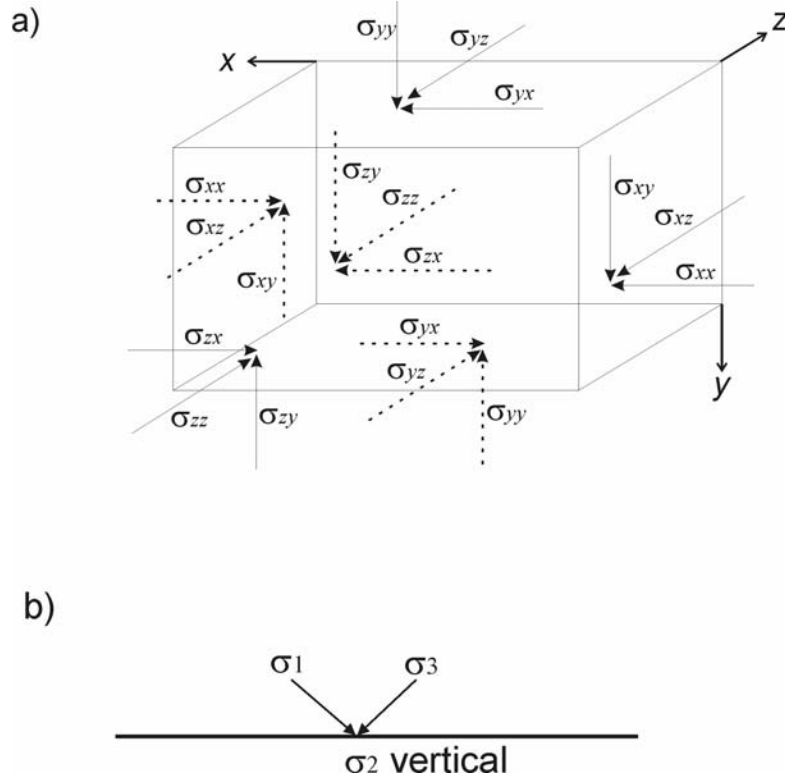 a)
σyy
σyz
z
x
σyx
σzy
σxx
σzz
σxy
σxz
σxz
σzx
σxx
σxy
σzx
σyx
σyz
y
σzz
σzy
σyy
b)
σ1 σ3
σ2 vertical